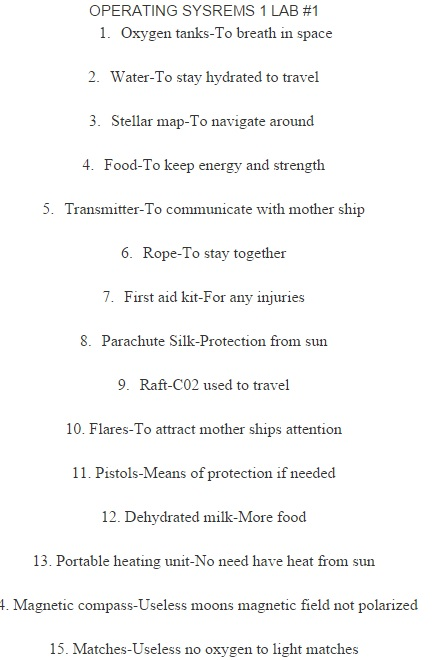 OPERATING SYSREMS 1 LAB #1
1. Oxygen tanks-To breath in space
2. Water-To stay hydrated to travel
3. Stellar map-To navigate around
4. Food-To keep energy and strength
5. Transmitter-To communicate with mother ship
6. Rope-To stay together
7. First aid kit-For any injuries
8. Parachute Silk-Protection from sun
9. Raft-C02 used to travel
10. Flares-To attract mother ships attention
11. Pistols-Means of protection if needed
12. Dehydrated milk-More food
13. Portable heating unit-No need have heat from sun
4. Magnetic compass-Useless moons magnetic field not polarized
15. Matches-Useless no oxygen to light matches